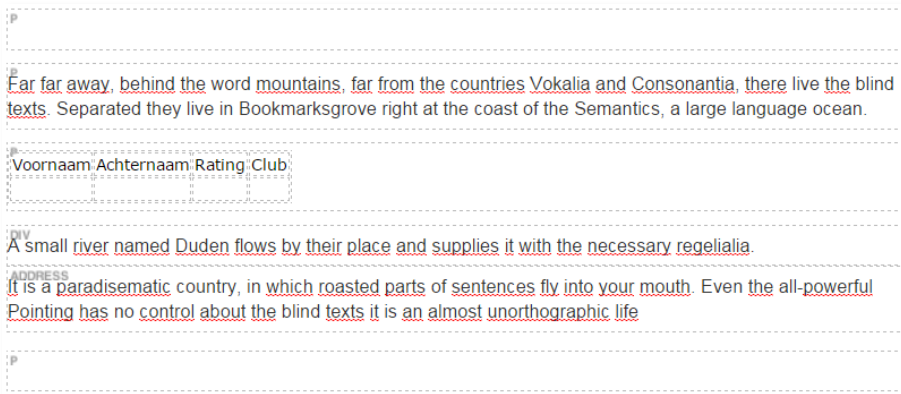 P
P
Far far away, behind the word mountains, far from the countries Vokalia and Consonantia, there live the blind
texts. Separated they live in Bookmarksgrove right at the coast of the Semantics, a large language ocean.
P
Voornaam Achternaam Rating Club
DIV
A small river named Duden flows by their place and supplies it with the necessary regelialia.
ADDRESS
It is a paradisematic country, in which roasted parts of sentences fly into your mouth. Even the all-powerful
Pointing has no control about the blind texts it is an almost unorthographic life
P